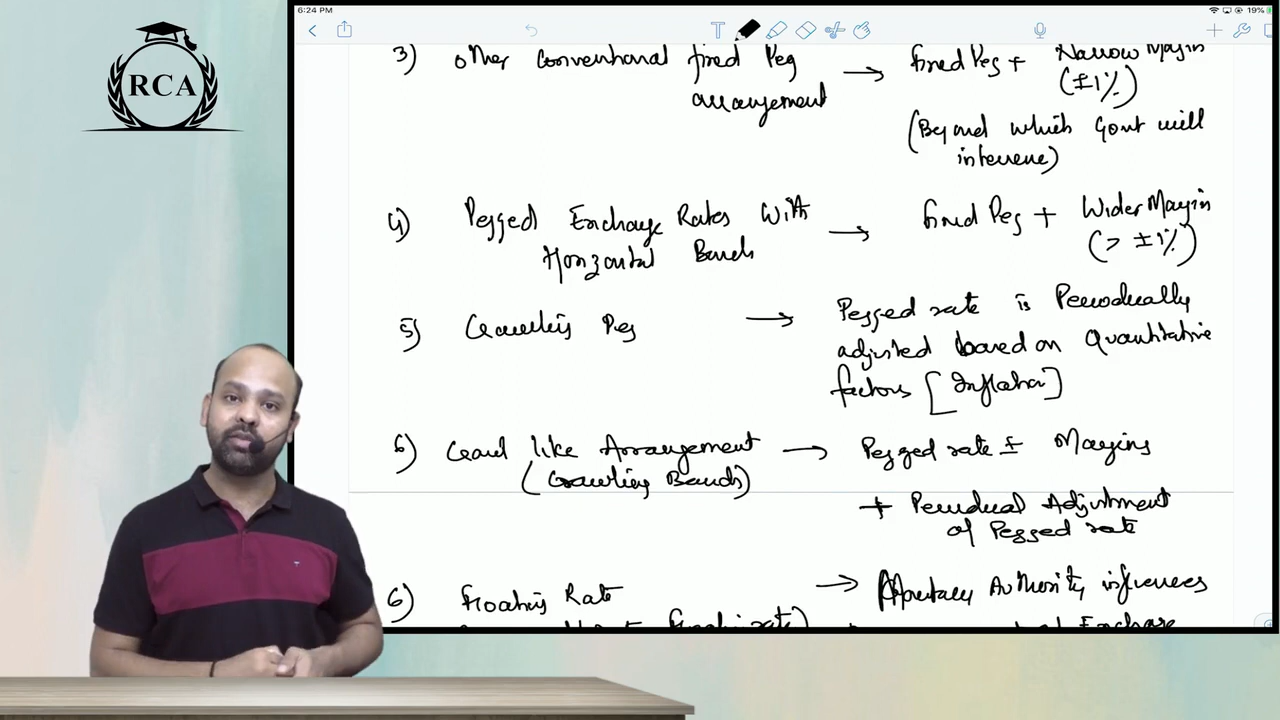 6:24 PM
19%
RCA
T
3) other Conventional fixed Peg arrangement → fixed Peg + Narrow Margin (±1%)
(Beyond which Govt will intervene)
4) Pegged Exchange Rates With Horizontal Bands → fixed Peg + Wider Margin (> ±1%)
5) Crawling Peg → Pegged rate is Periodically adjusted based on Quantitative factors [Inflation]
6) Crawl like Arrangement (Crawling Bands) → Pegged rate ± Margins
+ Periodical Adjustment of Pegged rate
6) Floating Rate → Monetary Authority influences
Exchange